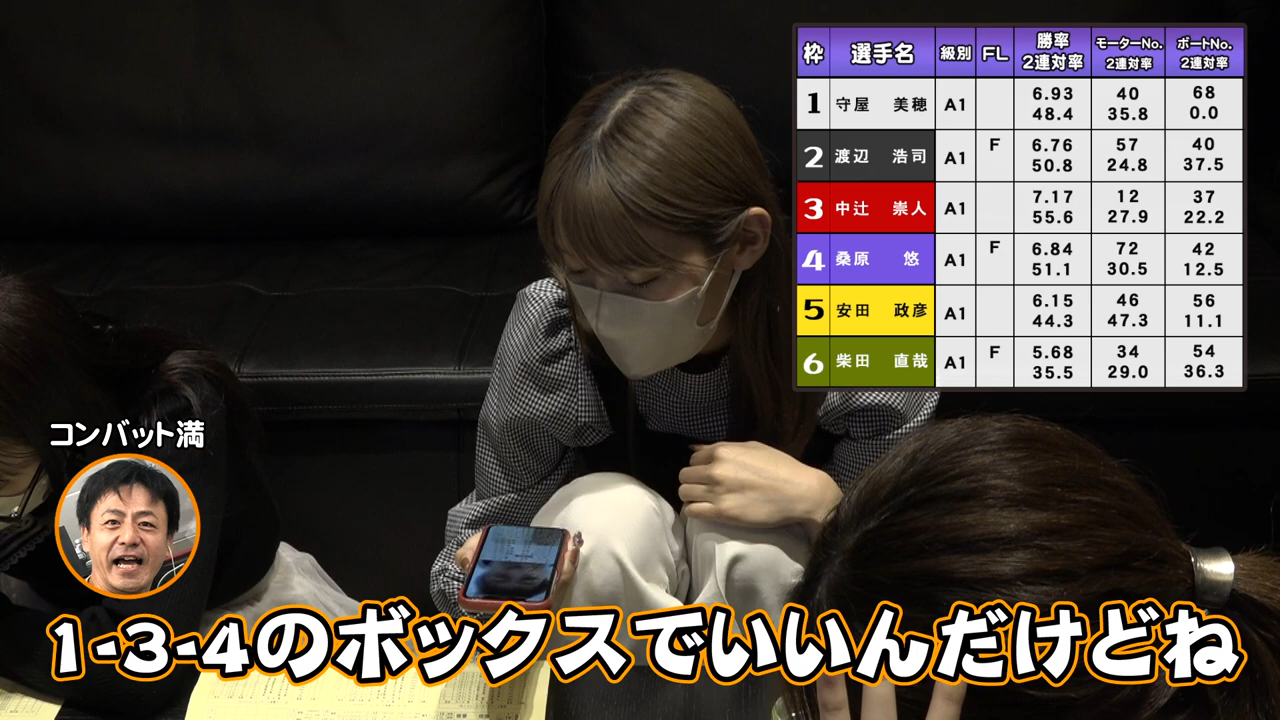 枠 選手名 級別 FL 勝率 2連対率 モーターNo. 2連対率 ボートNo. 2連対率
1 守屋 美穂 A1 6.93 48.4 40 35.8 68 0.0
2 渡辺 浩司 A1 F 6.76 50.8 57 24.8 40 37.5
3 中辻 崇人 A1 7.17 55.6 12 27.9 37 22.2
4 桑原 悠 A1 F 6.84 51.1 72 30.5 42 12.5
5 安田 政彦 A1 6.15 44.3 46 47.3 56 11.1
6 柴田 直哉 A1 F 5.68 35.5 34 29.0 54 36.3
コンバット満
1-3-4のボックスでいいんだけどね